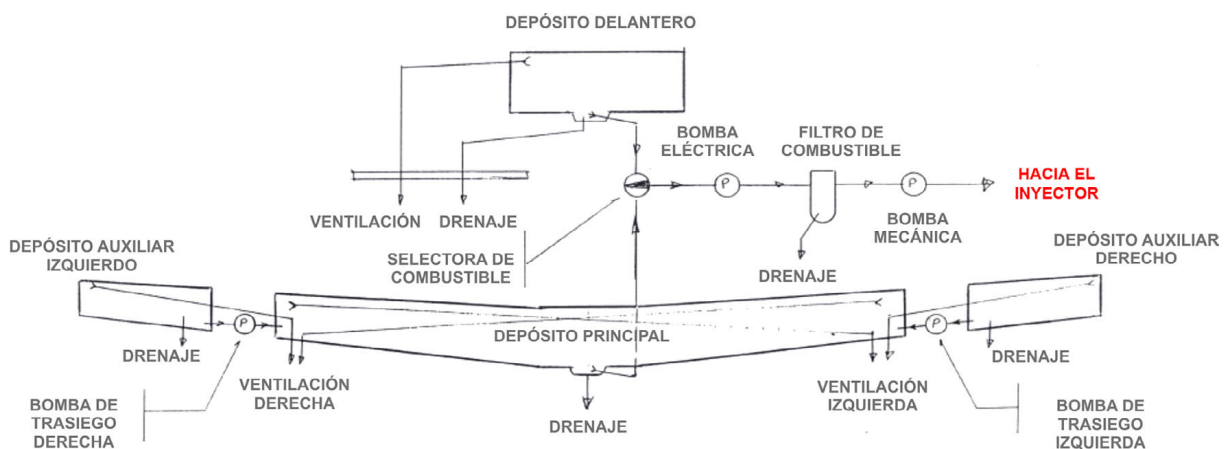 DEPÓSITO DELANTERO
BOMBA
ELÉCTRICA
FILTRO DE
COMBUSTIBLE
P
P
HACIA EL
INYECTOR
VENTILACIÓN
DRENAJE
BOMBA
MECÁNICA
SELECTORA DE
COMBUSTIBLE
DRENAJE
DEPÓSITO AUXILIAR
IZQUIERDO
DEPÓSITO AUXILIAR
DERECHO
P
P
DEPÓSITO PRINCIPAL
DRENAJE
VENTILACIÓN
DERECHA
VENTILACIÓN
IZQUIERDA
DRENAJE
BOMBA DE
TRASIEGO
DERECHA
DRENAJE
BOMBA DE
TRASIEGO
IZQUIERDA